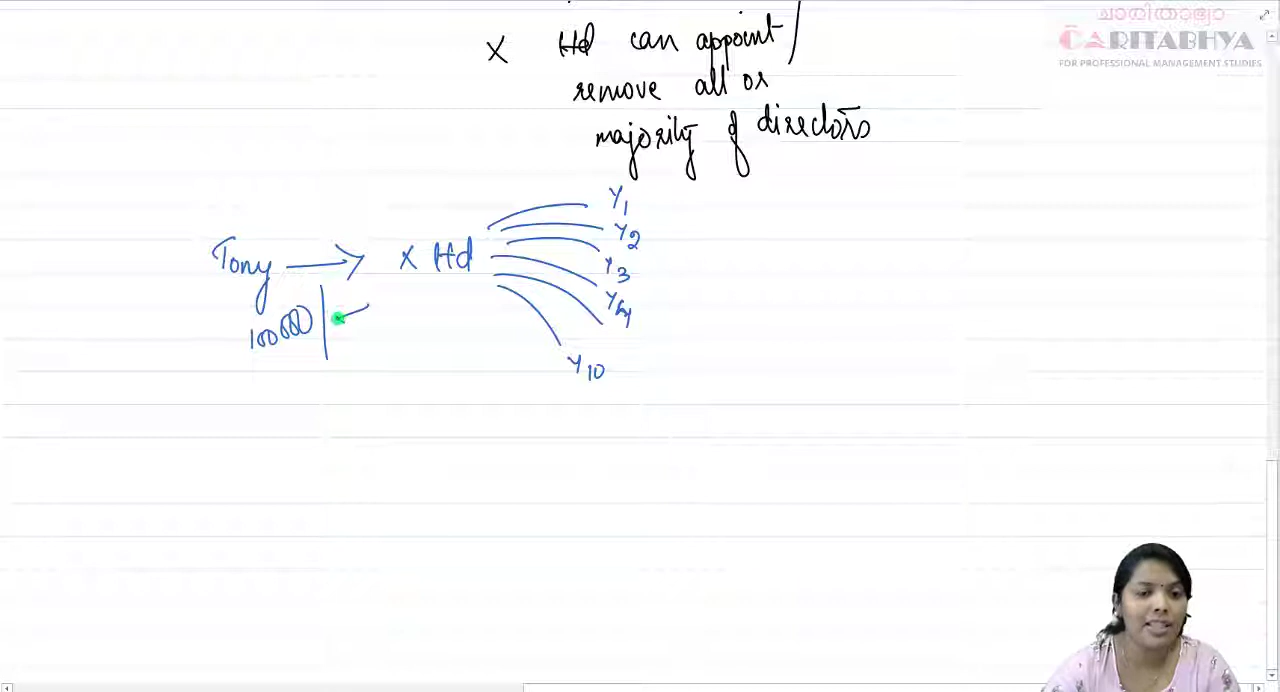 ചാരിതാഭ്യാ
CARITABHYA
FOR PROFESSIONAL MANAGEMENT STUDIES
X Ltd can appoint /
remove all or
majority of directors
Y1
Y2
Tony → X Ltd
Y3
Y4
100000
Y10